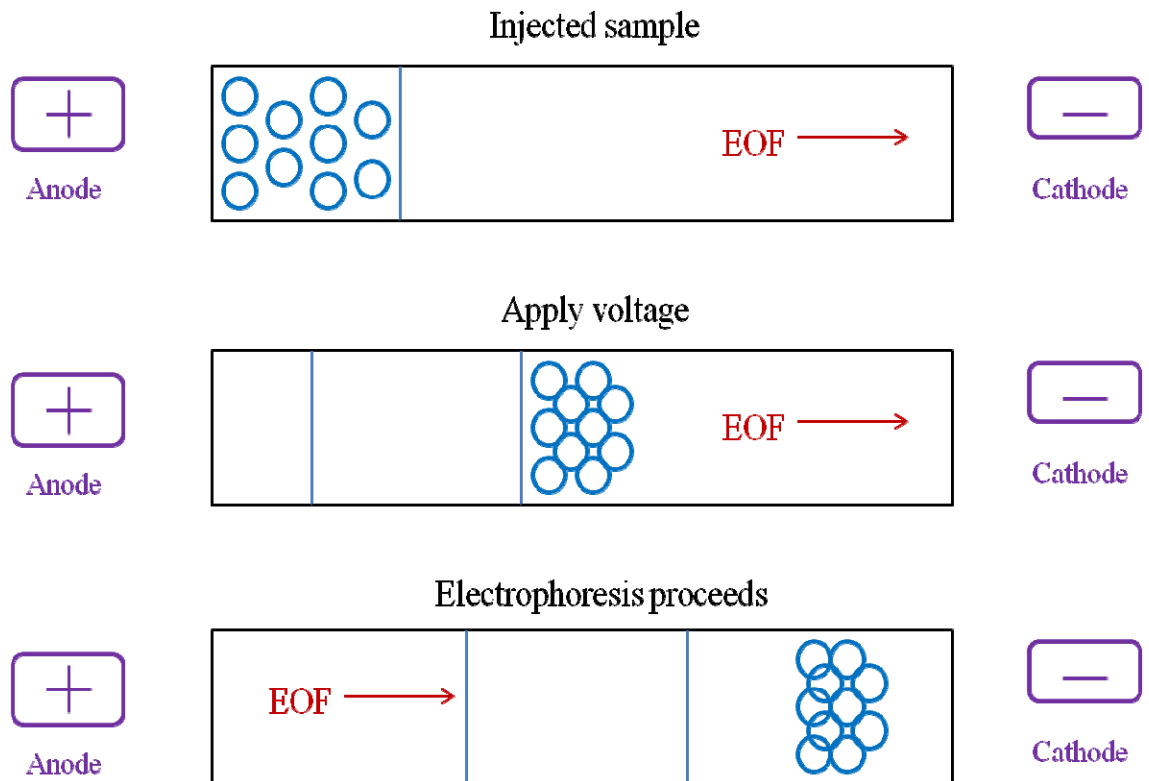 Injected sample
+
−
EOF
Anode
Cathode
Apply voltage
+
−
EOF
Anode
Cathode
Electrophoresis proceeds
+
−
EOF
Anode
Cathode